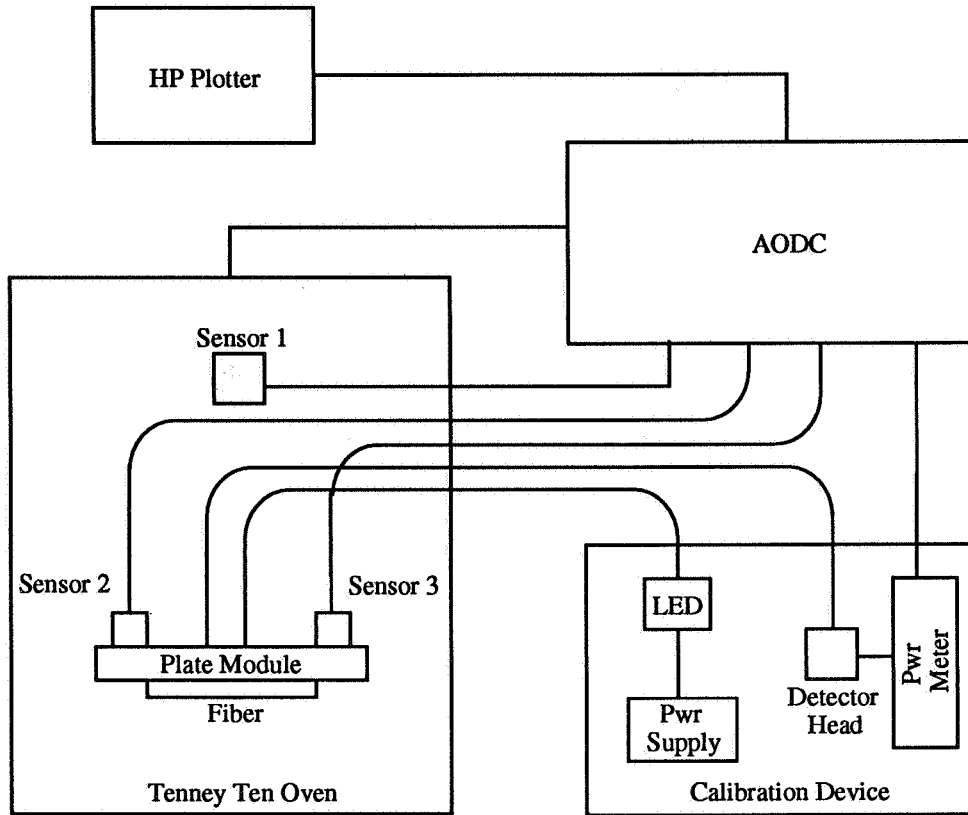 HP Plotter
AODC
Sensor 1
Sensor 2
Sensor 3
Plate Module
Fiber
Tenney Ten Oven
LED
Pwr
Supply
Detector
Head
Pwr
Meter
Calibration Device